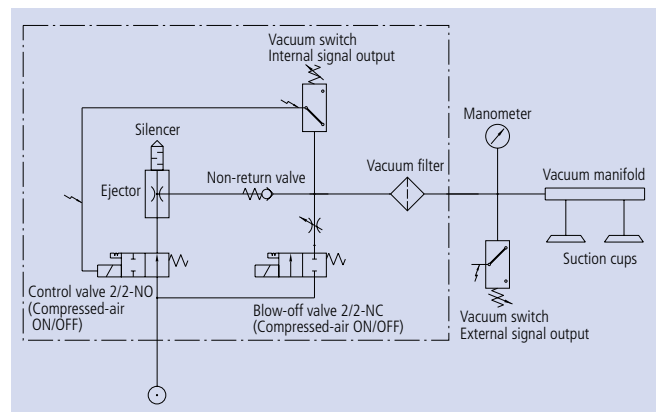 Vacuum switch
Internal signal output
Silencer
Manometer
Ejector
Non-return valve
Vacuum filter
Vacuum manifold
Suction cups
Control valve 2/2-NO
(Compressed-air
ON/OFF)
Blow-off valve 2/2-NC
(Compressed-air ON/OFF)
Vacuum switch
External signal output